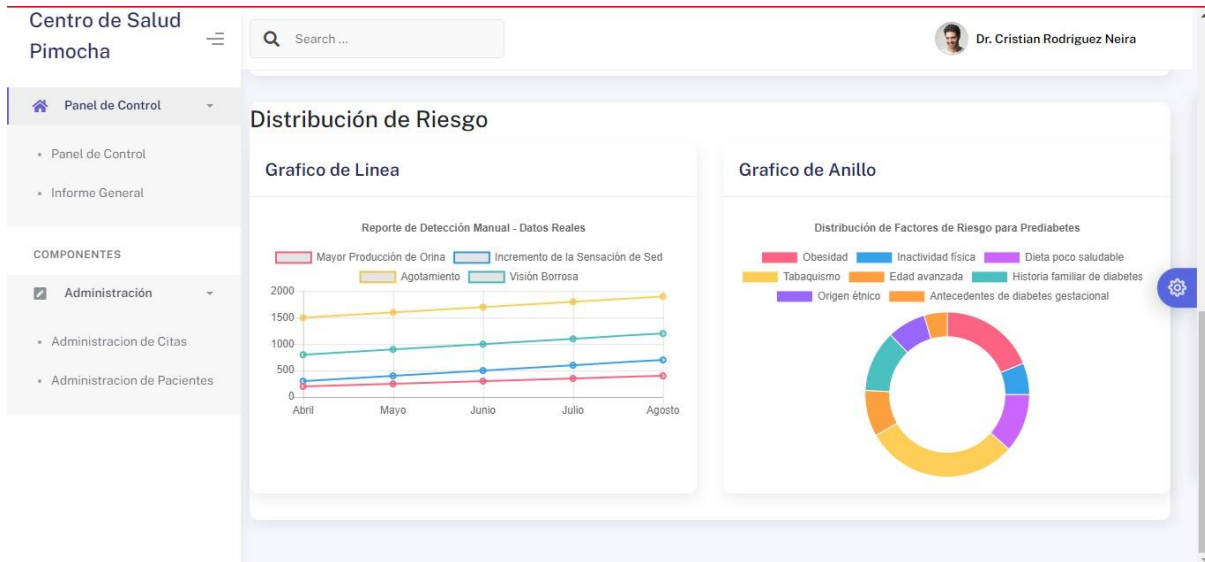 Centro de Salud
Pimocha
Search ...
Dr. Cristian Rodríguez Neira
Panel de Control
Panel de Control
Informe General
COMPONENTES
Administración
Administracion de Citas
Administracion de Pacientes
Distribución de Riesgo
Grafico de Linea
Reporte de Detección Manual - Datos Reales
Mayor Producción de Orina Incremento de la Sensación de Sed
Agotamiento Visión Borrosa
2000
1500
1000
500
0
Abril Mayo Junio Julio Agosto
Grafico de Anillo
Distribución de Factores de Riesgo para Prediabetes
Obesidad Inactividad física Dieta poco saludable
Tabaquismo Edad avanzada Historia familiar de diabetes
Origen étnico Antecedentes de diabetes gestacional